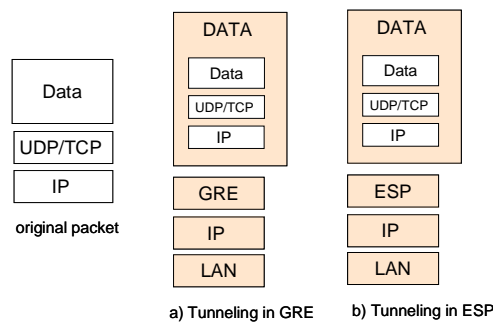 Data
UDP/TCP
IP
original packet
DATA
Data
UDP/TCP
IP
GRE
IP
LAN
a) Tunneling in GRE
DATA
Data
UDP/TCP
IP
ESP
IP
LAN
b) Tunneling in ESP